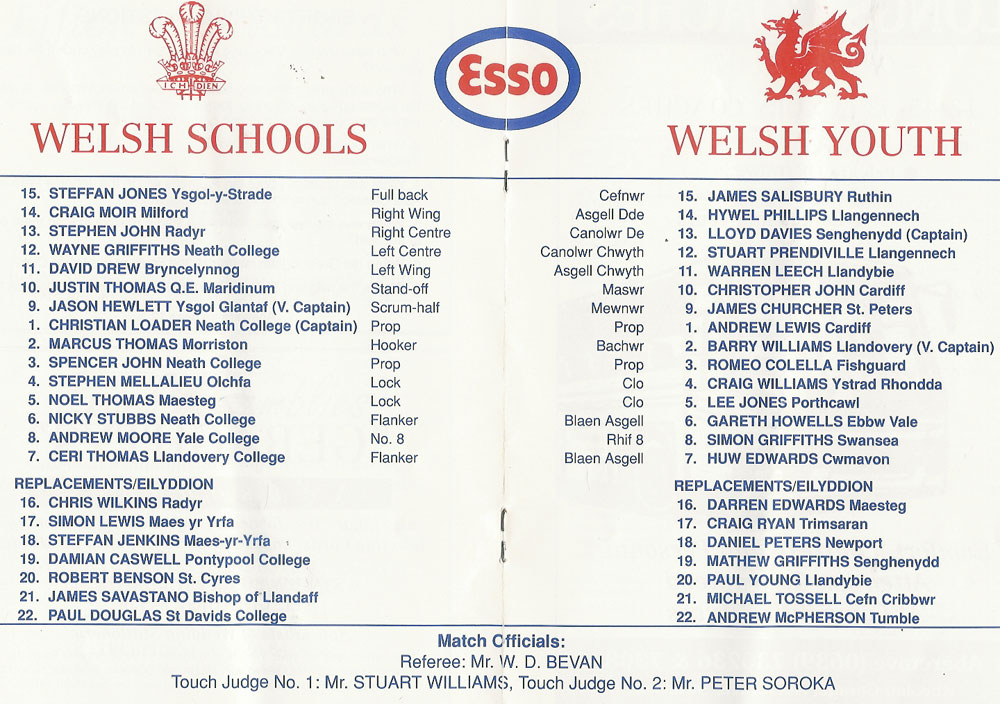 ICH DIEN
Esso
WELSH SCHOOLS
WELSH YOUTH
15. STEFFAN JONES Ysgol-y-Strade Full back
14. CRAIG MOIR Milford Right Wing
13. STEPHEN JOHN Radyr Right Centre
12. WAYNE GRIFFITHS Neath College Left Centre
11. DAVID DREW Bryncelynnog Left Wing
10. JUSTIN THOMAS Q.E. Maridinum Stand-off
9. JASON HEWLETT Ysgol Glantaf (V. Captain) Scrum-half
1. CHRISTIAN LOADER Neath College (Captain) Prop
2. MARCUS THOMAS Morriston Hooker
3. SPENCER JOHN Neath College Prop
4. STEPHEN MELLALIEU Olchfa Lock
5. NOEL THOMAS Maesteg Lock
6. NICKY STUBBS Neath College Flanker
8. ANDREW MOORE Yale College No. 8
7. CERI THOMAS Llandovery College Flanker
REPLACEMENTS/EILYDDION
16. CHRIS WILKINS Radyr
17. SIMON LEWIS Maes yr Yrfa
18. STEFFAN JENKINS Maes-yr-Yrfa
19. DAMIAN CASWELL Pontypool College
20. ROBERT BENSON St. Cyres
21. JAMES SAVASTANO Bishop of Llandaff
22. PAUL DOUGLAS St Davids College
Cefnwr 15. JAMES SALISBURY Ruthin
Asgell Dde 14. HYWEL PHILLIPS Llangennech
Canolwr De 13. LLOYD DAVIES Senghenydd (Captain)
Canolwr Chwyth 12. STUART PRENDIVILLE Llangennech
Asgell Chwyth 11. WARREN LEECH Llandybie
Maswr 10. CHRISTOPHER JOHN Cardiff
Mewnwr 9. JAMES CHURCHER St. Peters
Prop 1. ANDREW LEWIS Cardiff
Bachwr 2. BARRY WILLIAMS Llandovery (V. Captain)
Prop 3. ROMEO COLELLA Fishguard
Clo 4. CRAIG WILLIAMS Ystrad Rhondda
Clo 5. LEE JONES Porthcawl
Blaen Asgell 6. GARETH HOWELLS Ebbw Vale
Rhif 8 8. SIMON GRIFFITHS Swansea
Blaen Asgell 7. HUW EDWARDS Cwmavon
REPLACEMENTS/EILYDDION
16. DARREN EDWARDS Maesteg
17. CRAIG RYAN Trimsaran
18. DANIEL PETERS Newport
19. MATHEW GRIFFITHS Senghenydd
20. PAUL YOUNG Llandybie
21. MICHAEL TOSSELL Cefn Cribbwr
22. ANDREW McPHERSON Tumble
Match Officials:
Referee: Mr. W. D. BEVAN
Touch Judge No. 1: Mr. STUART WILLIAMS, Touch Judge No. 2: Mr. PETER SOROKA